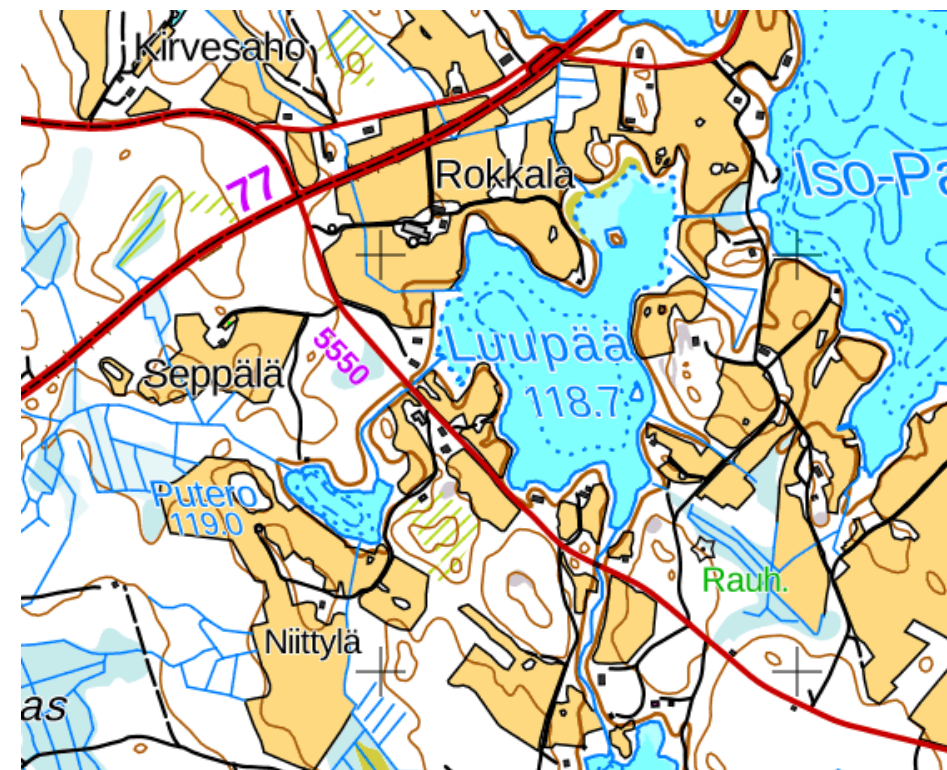 Kirvesaho
77
Rokkala
Iso-Pa
5550
Luupää
118.7
Seppälä
Putero
119.0
Rauh.
Niittylä
as